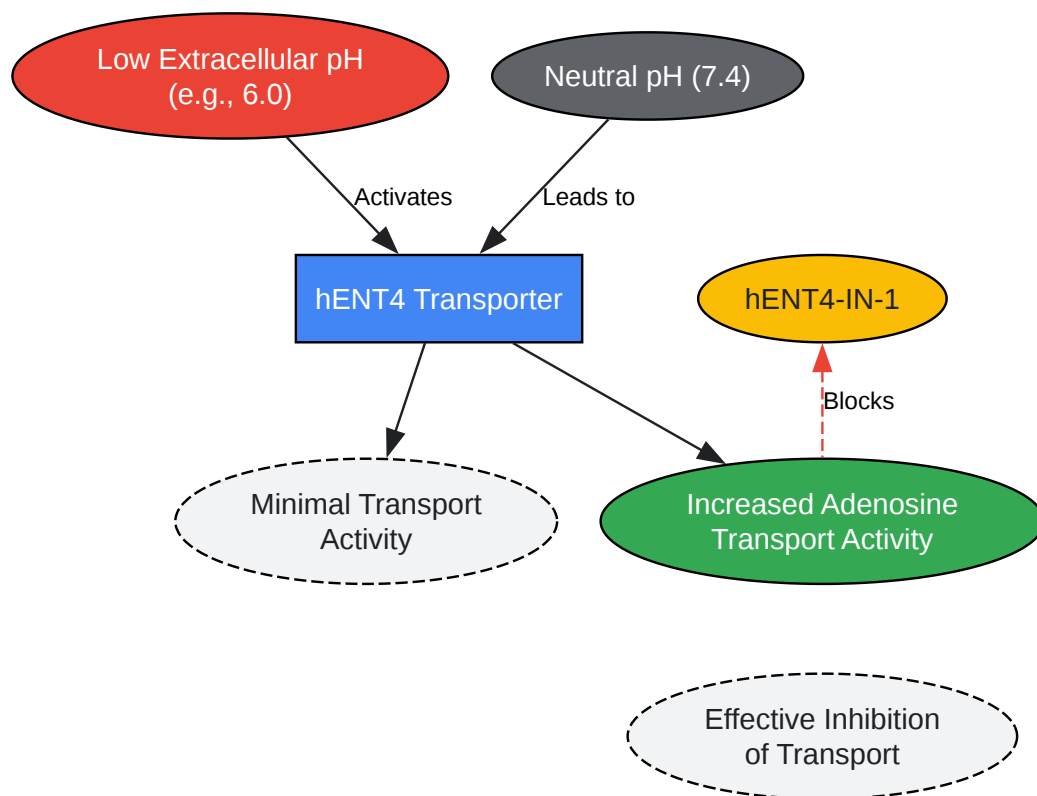 Low Extracellular pH
(e.g., 6.0)
Neutral pH (7.4)
Activates
Leads to
hENT4 Transporter
hENT4-IN-1
Blocks
Minimal Transport
Activity
Increased Adenosine
Transport Activity
Effective Inhibition
of Transport